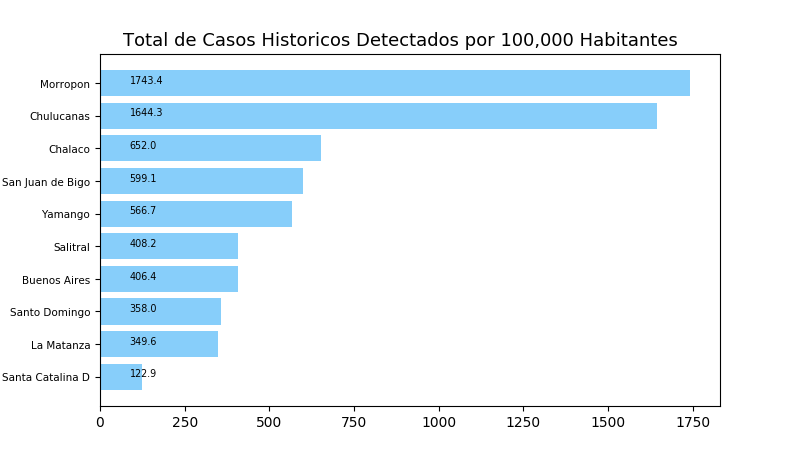 Total de Casos Historicos Detectados por 100,000 Habitantes
Morropon 1743.4
Chulucanas 1644.3
Chalaco 652.0
San Juan de Bigo 599.1
Yamango 566.7
Salitral 408.2
Buenos Aires 406.4
Santo Domingo 358.0
La Matanza 349.6
Santa Catalina D 122.9
0 250 500 750 1000 1250 1500 1750